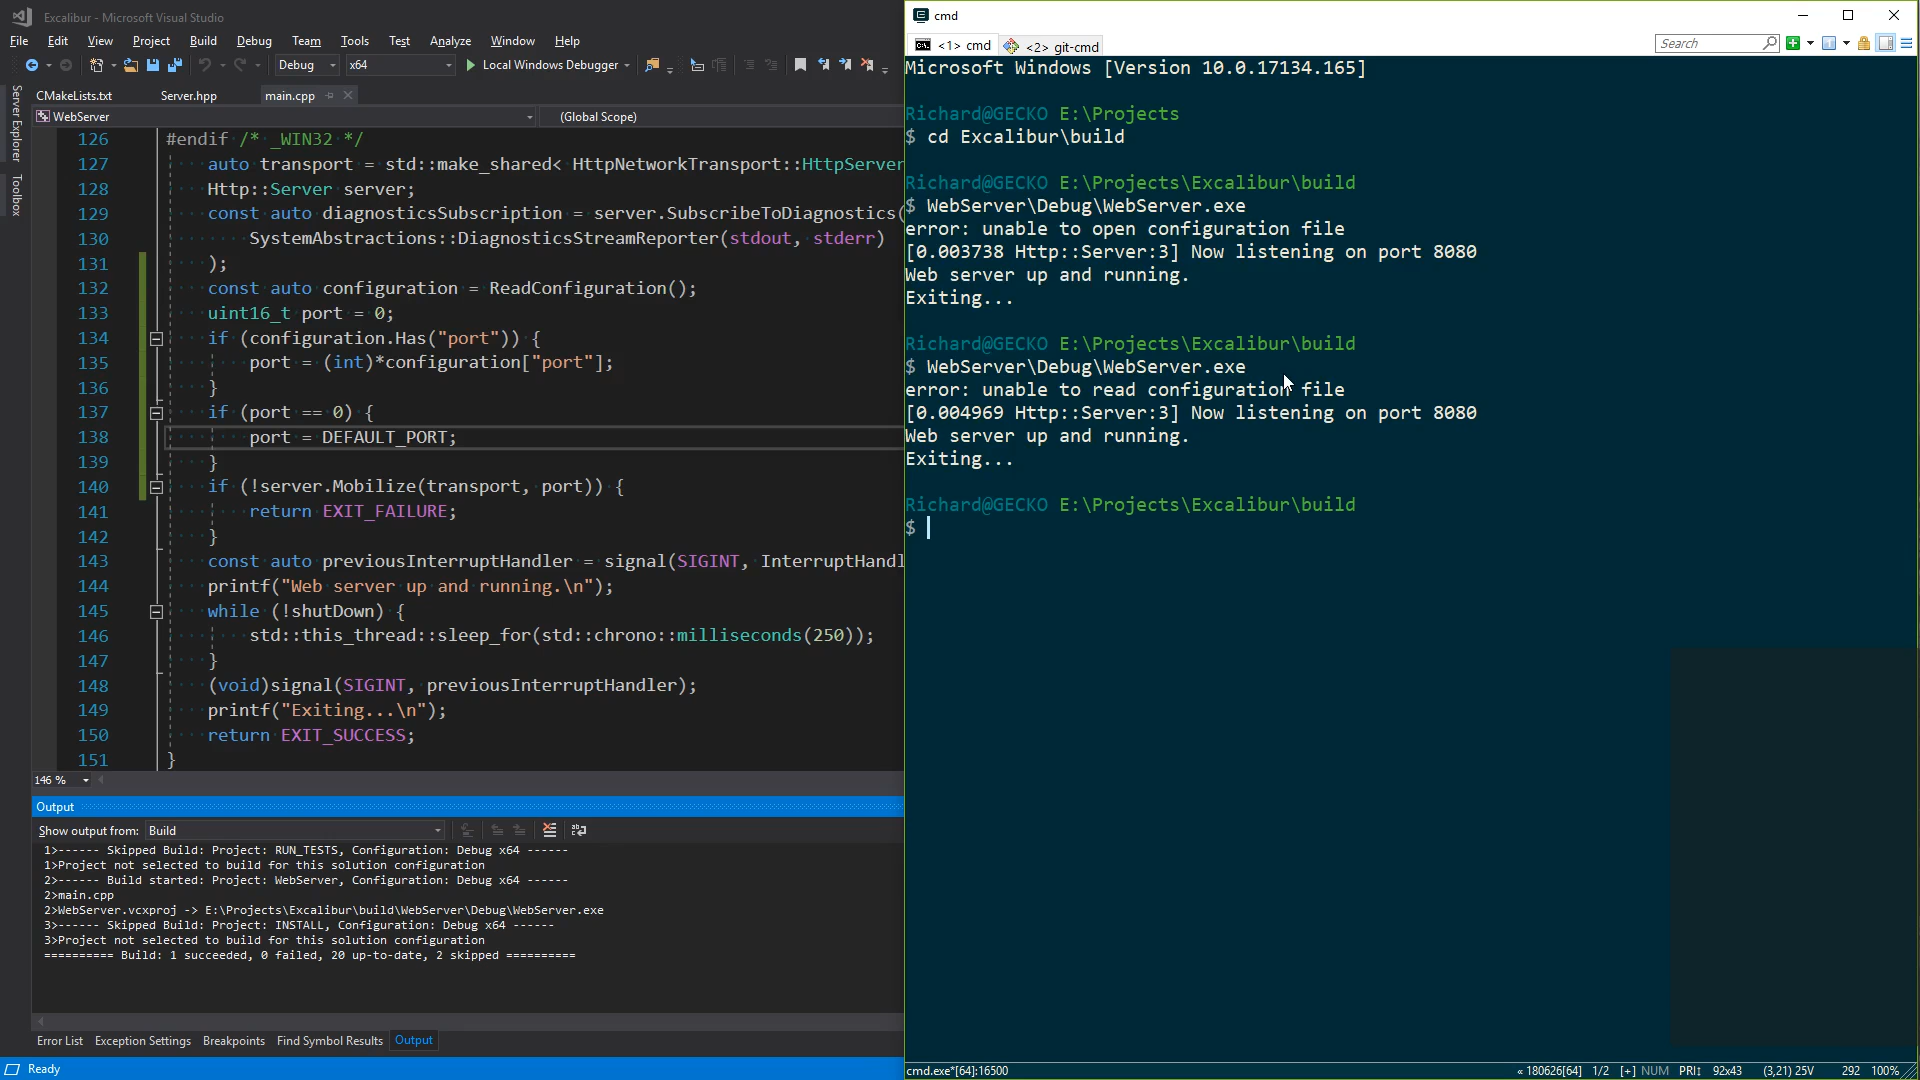 Excalibur - Microsoft Visual Studio
File Edit View Project Build Debug Team Tools Test Analyze Window Help
Debug x64 Local Windows Debugger
Server Explorer
Toolbox
CMakeLists.txt Server.hpp main.cpp
WebServer (Global Scope)
126 #endif /* _WIN32 */
127 auto transport = std::make_shared< HttpNetworkTransport::HttpServer
128 Http::Server server;
129 const auto diagnosticsSubscription = server.SubscribeToDiagnostics(
130 SystemAbstractions::DiagnosticsStreamReporter(stdout, stderr)
131 );
132 const auto configuration = ReadConfiguration();
133 uint16_t port = 0;
134 if (configuration.Has("port")) {
135 port = (int)*configuration["port"];
136 }
137 if (port == 0) {
138 port = DEFAULT_PORT;
139 }
140 if (!server.Mobilize(transport, port)) {
141 return EXIT_FAILURE;
142 }
143 const auto previousInterruptHandler = signal(SIGINT, InterruptHandl
144 printf("Web server up and running.\n");
145 while (!shutDown) {
146 std::this_thread::sleep_for(std::chrono::milliseconds(250));
147 }
148 (void)signal(SIGINT, previousInterruptHandler);
149 printf("Exiting...\n");
150 return EXIT_SUCCESS;
151 }
146 %
Output
Show output from: Build
1>------ Skipped Build: Project: RUN_TESTS, Configuration: Debug x64 ------
1>Project not selected to build for this solution configuration
2>------ Build started: Project: WebServer, Configuration: Debug x64 ------
2>main.cpp
2>WebServer.vcxproj -> E:\Projects\Excalibur\build\WebServer\Debug\WebServer.exe
3>------ Skipped Build: Project: INSTALL, Configuration: Debug x64 ------
3>Project not selected to build for this solution configuration
========== Build: 1 succeeded, 0 failed, 20 up-to-date, 2 skipped ==========
Error List Exception Settings Breakpoints Find Symbol Results Output
Ready
cmd
<1> cmd <2> git-cmd Search
Microsoft Windows [Version 10.0.17134.165]
Richard@GECKO E:\Projects
$ cd Excalibur\build
Richard@GECKO E:\Projects\Excalibur\build
$ WebServer\Debug\WebServer.exe
error: unable to open configuration file
[0.003738 Http::Server:3] Now listening on port 8080
Web server up and running.
Exiting...
Richard@GECKO E:\Projects\Excalibur\build
$ WebServer\Debug\WebServer.exe
error: unable to read configuration file
[0.004969 Http::Server:3] Now listening on port 8080
Web server up and running.
Exiting...
Richard@GECKO E:\Projects\Excalibur\build
$
cmd.exe*[64]:16500 « 180626[64] 1/2 [+] NUM PRI↕ 92x43 (3,21) 25V 292 100%